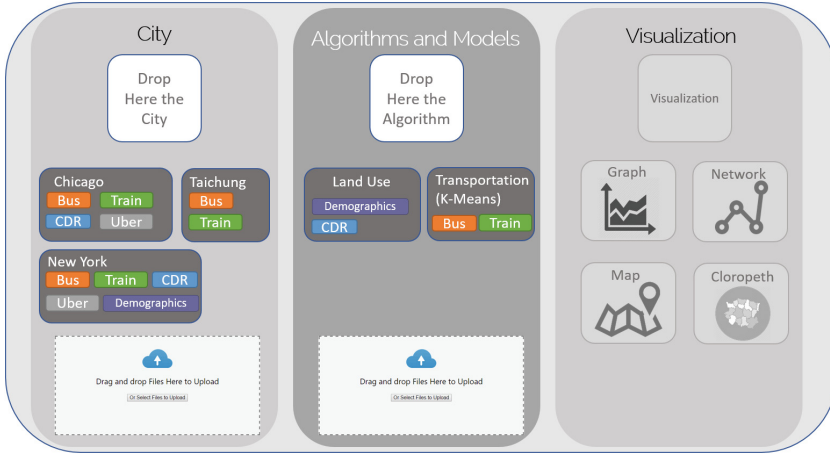 City
Drop
Here the
City
Chicago
Bus
Train
CDR
Uber
Taichung
Bus
Train
New York
Bus
Train
CDR
Uber
Demographics
Drag and drop Files Here to Upload
Or Select Files to Upload
Algorithms and Models
Drop
Here the
Algorithm
Land Use
Demographics
CDR
Transportation
(K-Means)
Bus
Train
Drag and drop Files Here to Upload
Or Select Files to Upload
Visualization
Visualization
Graph
Network
Map
Cloropeth